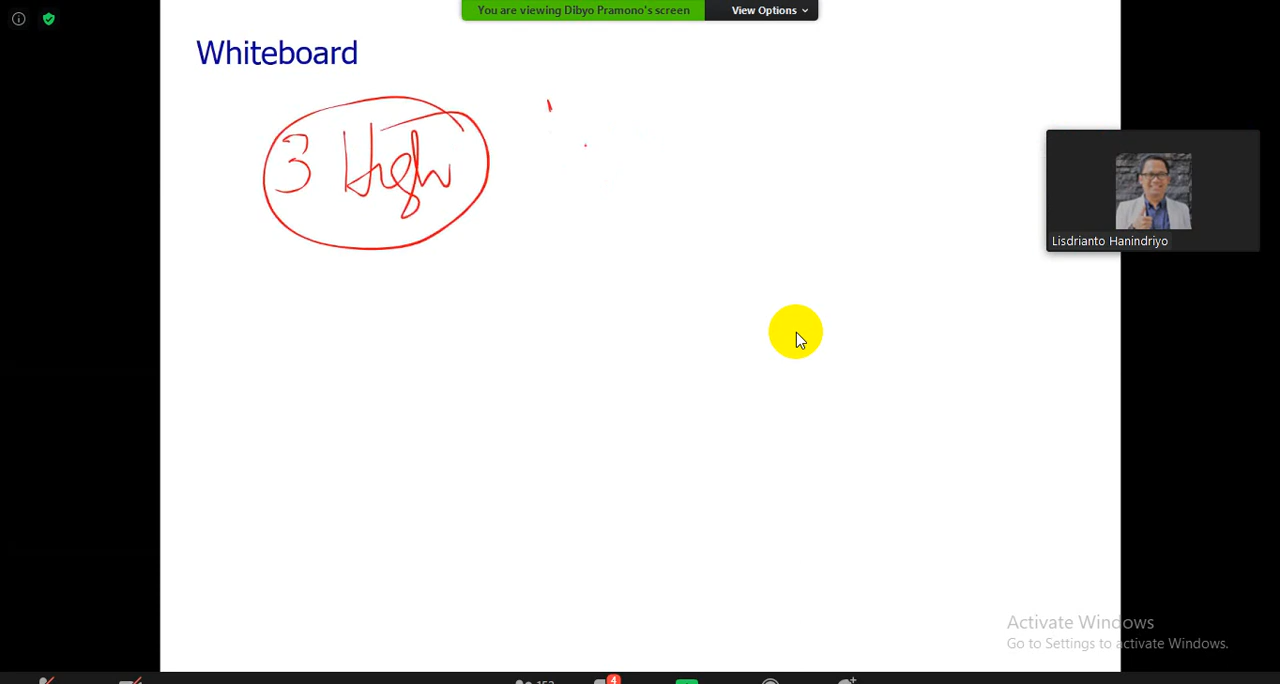 You are viewing Dibyo Pramono's screen View Options
Whiteboard
3 High
Lisdrianto Hanindriyo
Activate Windows
Go to Settings to activate Windows.
4